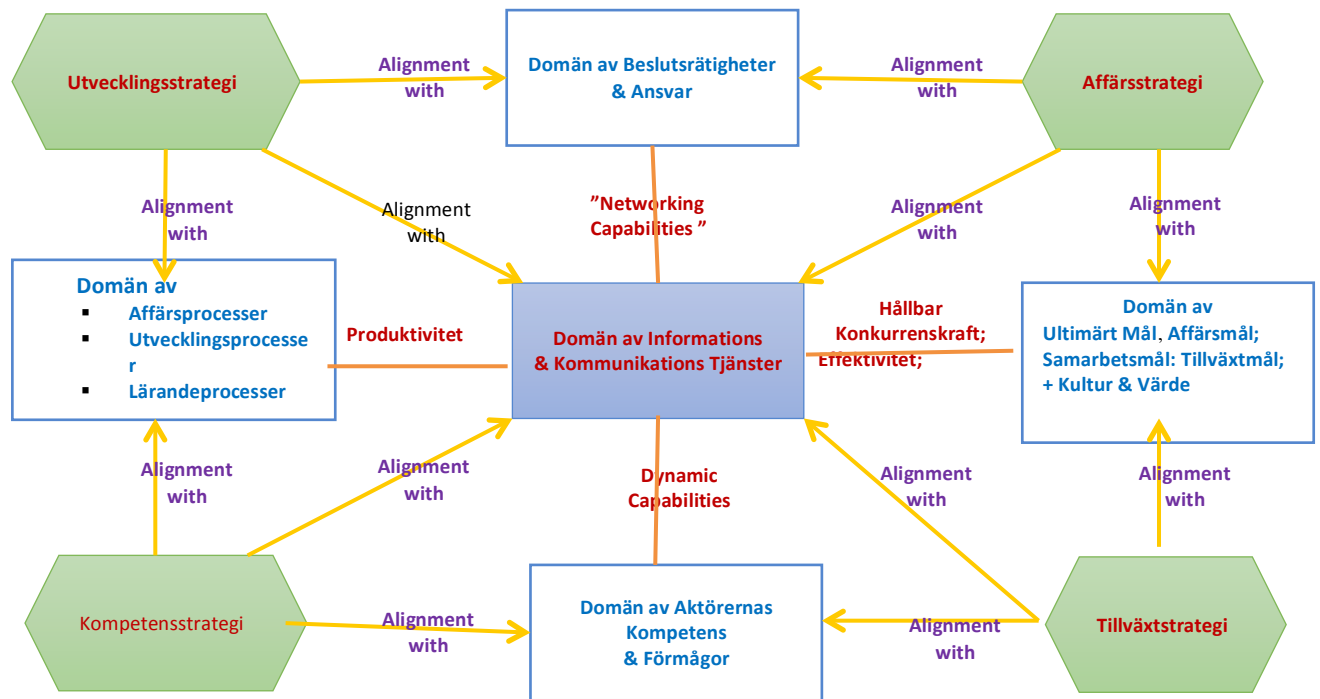 Utvecklingsstrategi
Alignment
with
Domän av Beslutsrätigheter
& Ansvar
Alignment
with
Affärsstrategi
Alignment
with
Alignment
with
”Networking
Capabilities ”
Alignment
with
Alignment
with
Domän av
▪ Affärsprocesser
▪ Utvecklingsprocesse
r
▪ Lärandeprocesser
Produktivitet
Domän av Informations
& Kommunikations Tjänster
Hållbar
Konkurrenskraft;
Effektivitet;
Domän av
Ultimärt Mål, Affärsmål;
Samarbetsmål: Tillväxtmål;
+ Kultur & Värde
Alignment
with
Alignment
with
Dynamic
Capabilities
Alignment
with
Alignment
with
Kompetensstrategi
Alignment
with
Domän av Aktörernas
Kompetens
& Förmågor
Alignment
with
Tillväxtstrategi